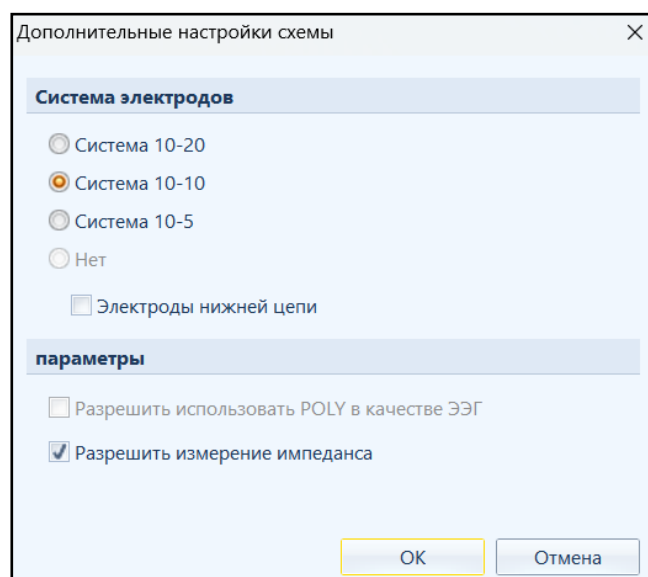 Дополнительные настройки схемы
Система электродов
Система 10-20
Система 10-10
Система 10-5
Нет
Электроды нижней цепи
параметры
Разрешить использовать POLY в качестве ЭЭГ
Разрешить измерение импеданса
OK
Отмена